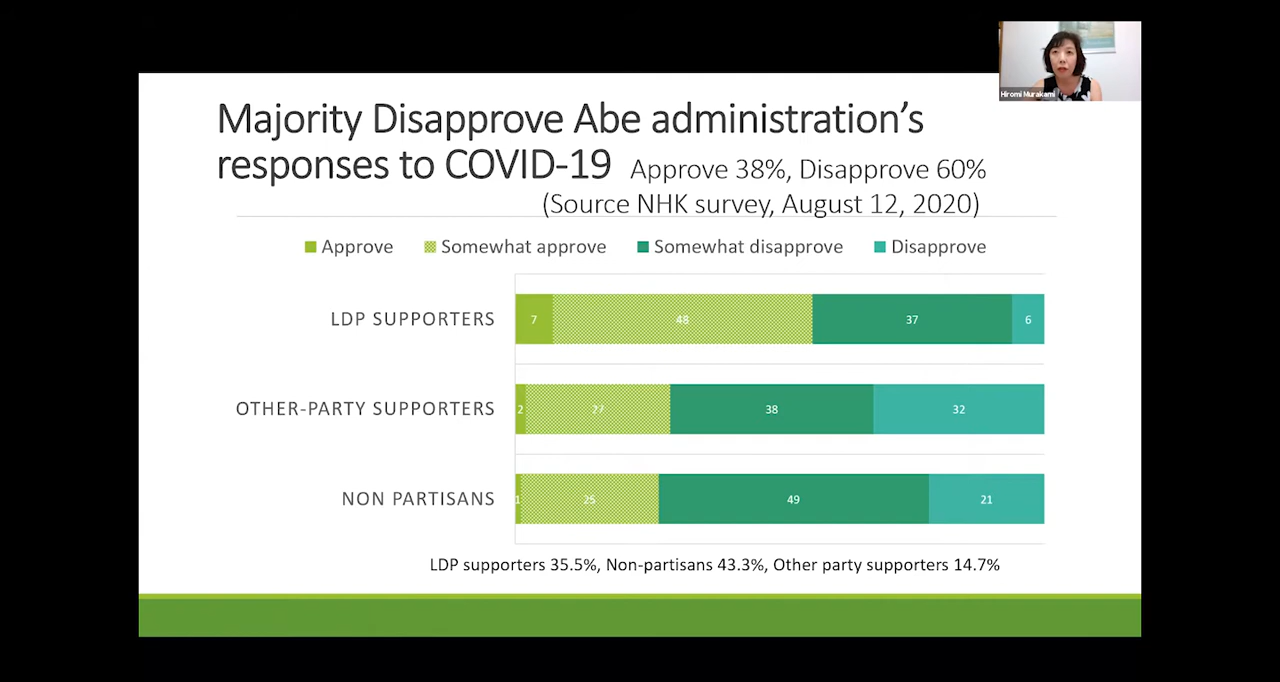 Hiromi Murakami
Majority Disapprove Abe administration's
responses to COVID-19 Approve 38%, Disapprove 60%
(Source NHK survey, August 12, 2020)
Approve Somewhat approve Somewhat disapprove Disapprove
LDP SUPPORTERS 7 48 37 6
OTHER-PARTY SUPPORTERS 2 27 38 32
NON PARTISANS 1 25 49 21
LDP supporters 35.5%, Non-partisans 43.3%, Other party supporters 14.7%